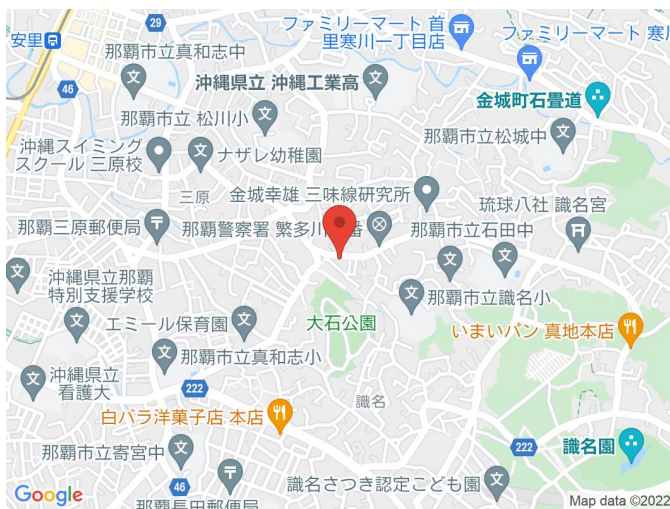 29
ファミリーマート 首
里寒川一丁目店
安里
那覇市立真和志中
ファミリーマート 寒川
46
沖縄県立 沖縄工業高
金城町石畳道
那覇市立 松川小
那覇市立松城中
沖縄スイミング
スクール 三原校
ナザレ幼稚園
三原
金城幸雄 三味線研究所
琉球八社 識名宮
那覇三原郵便局
那覇警察署 繁多川
番
那覇市立石田中
沖縄県立那覇
特別支援学校
那覇市立識名小
エミール保育園
大石公園
いまいパン 真地本店
那覇市立真和志小
沖縄県立
看護大
222
識名
白バラ洋菓子店 本店
那覇市立寄宮中
222
識名園
46
識名さつき認定こども園
那覇長田郵便局
Google
Map data ©2022